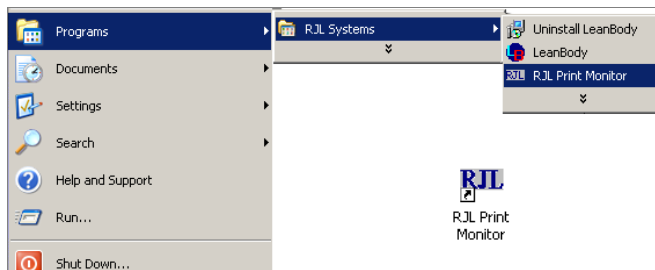 Programs
Documents
Settings
Search
Help and Support
Run...
Shut Down...
RJL Systems
Uninstall LeanBody
LeanBody
RJL RJL Print Monitor
RJL
RJL Print
Monitor